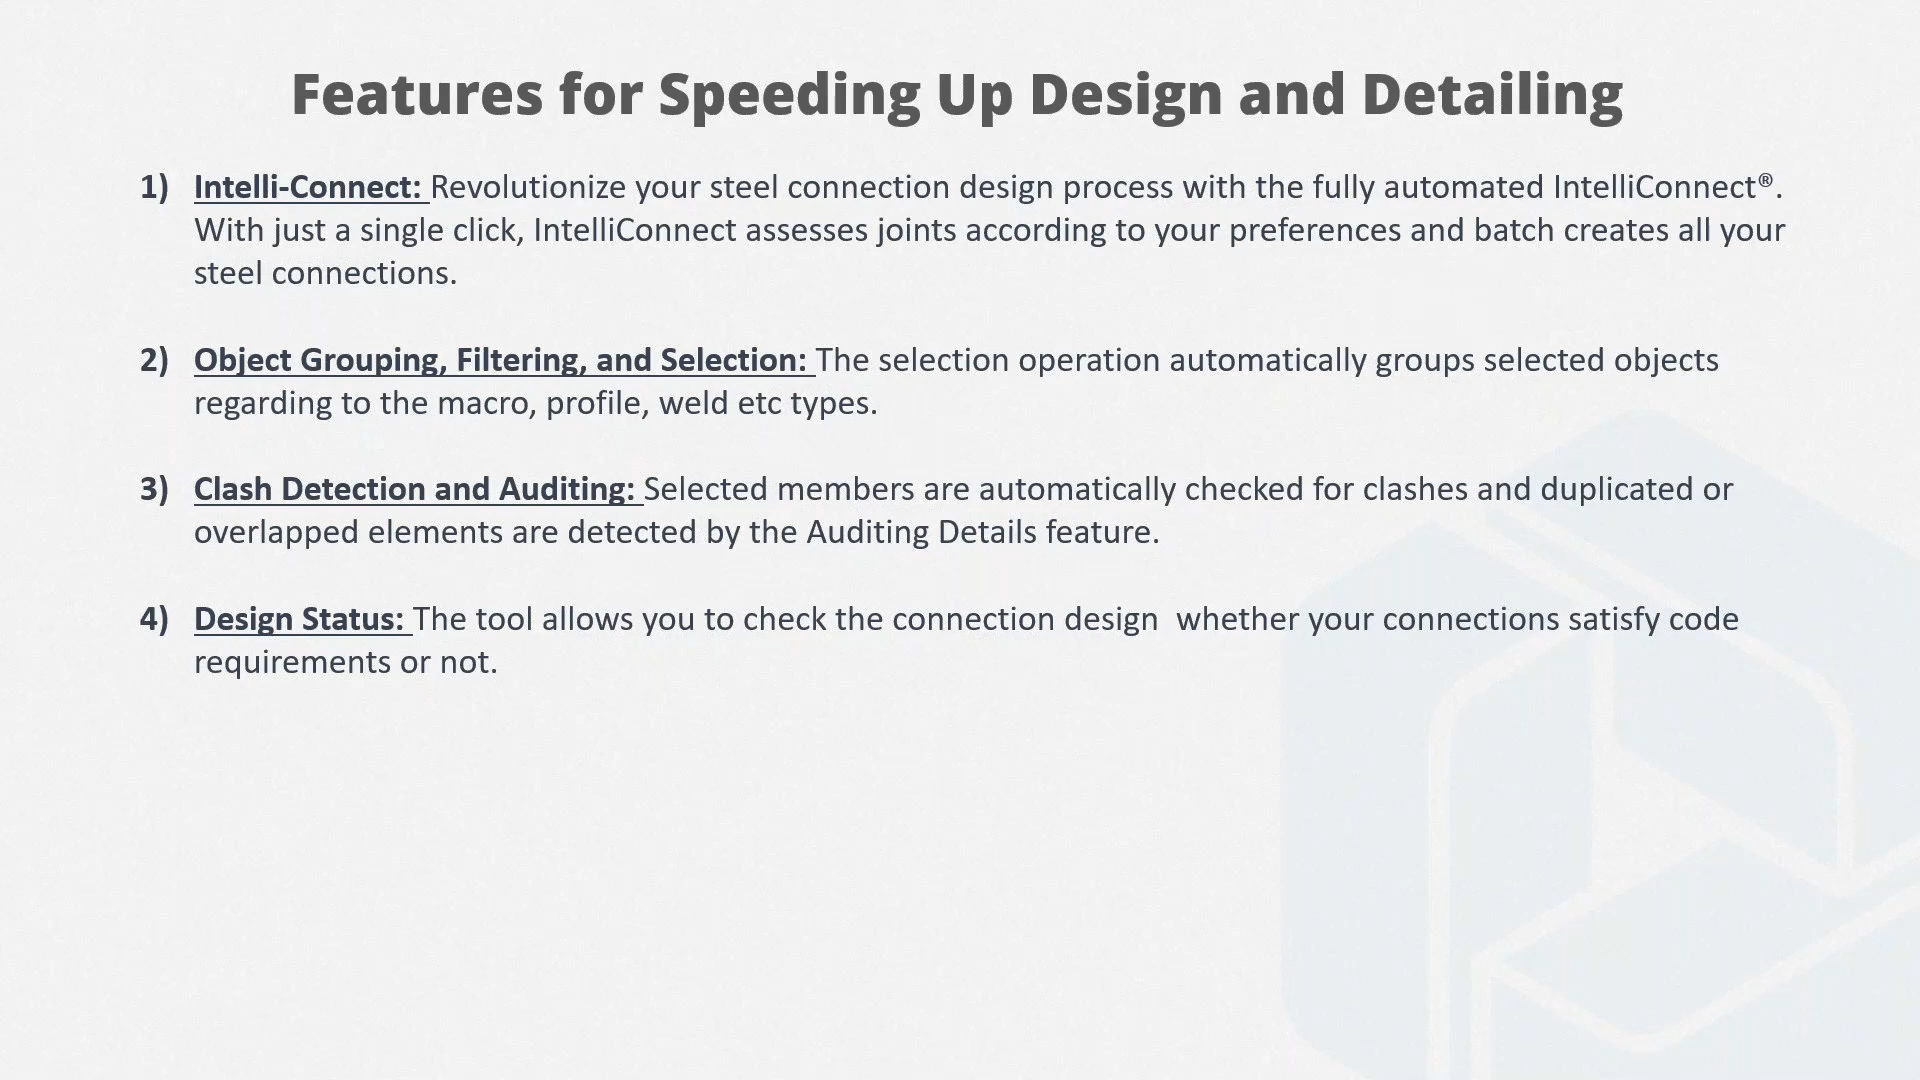 Features for Speeding Up Design and Detailing
1) Intelli-Connect: Revolutionize your steel connection design process with the fully automated IntelliConnect®.
With just a single click, IntelliConnect assesses joints according to your preferences and batch creates all your
steel connections.
2) Object Grouping, Filtering, and Selection: The selection operation automatically groups selected objects
regarding to the macro, profile, weld etc types.
3) Clash Detection and Auditing: Selected members are automatically checked for clashes and duplicated or
overlapped elements are detected by the Auditing Details feature.
4) Design Status: The tool allows you to check the connection design  whether your connections satisfy code
requirements or not.